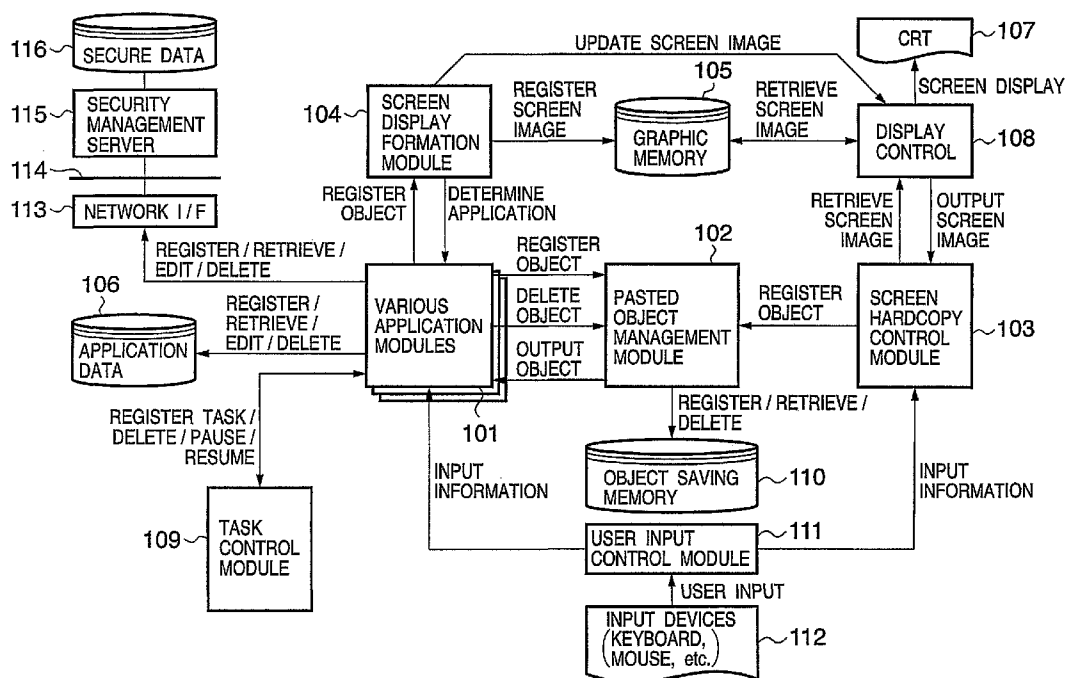 116
SECURE DATA
115
SECURITY
MANAGEMENT
SERVER
114
113
NETWORK I/F
REGISTER / RETRIEVE /
EDIT / DELETE
106
APPLICATION
DATA
REGISTER /
RETRIEVE /
EDIT / DELETE
REGISTER TASK /
DELETE / PAUSE /
RESUME
109
TASK
CONTROL
MODULE
UPDATE SCREEN IMAGE
104
SCREEN
DISPLAY
FORMATION
MODULE
REGISTER
SCREEN
IMAGE
105
GRAPHIC
MEMORY
RETRIEVE
SCREEN
IMAGE
CRT
107
SCREEN DISPLAY
DISPLAY
CONTROL
108
REGISTER
OBJECT
DETERMINE
APPLICATION
RETRIEVE
SCREEN
IMAGE
OUTPUT
SCREEN
IMAGE
VARIOUS
APPLICATION
MODULES
101
REGISTER
OBJECT
DELETE
OBJECT
OUTPUT
OBJECT
102
PASTED
OBJECT
MANAGEMENT
MODULE
REGISTER
OBJECT
SCREEN
HARDCOPY
CONTROL
MODULE
103
REGISTER / RETRIEVE /
DELETE
OBJECT SAVING
MEMORY
110
INPUT
INFORMATION
INPUT
INFORMATION
USER INPUT
CONTROL MODULE
111
USER INPUT
INPUT DEVICES
(KEYBOARD,
MOUSE, etc.)
112